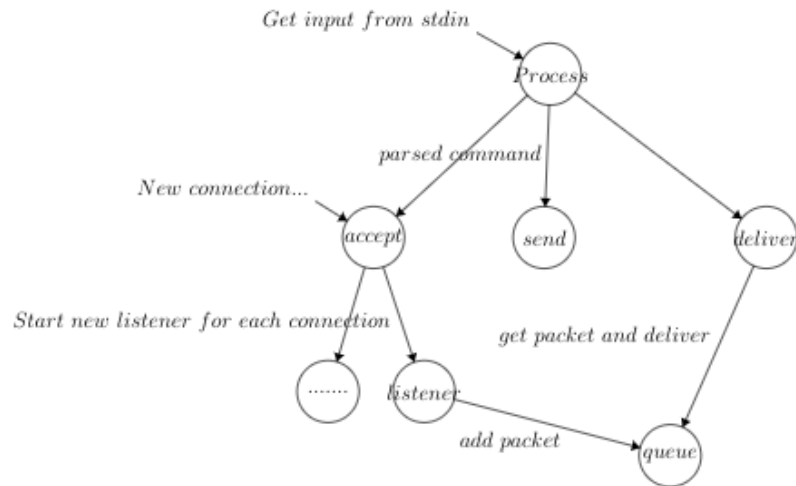 Get input from stdin
Process
parsed command
New connection...
accept
send
deliver
Start new listener for each connection
get packet and deliver
.......
listener
add packet
queue